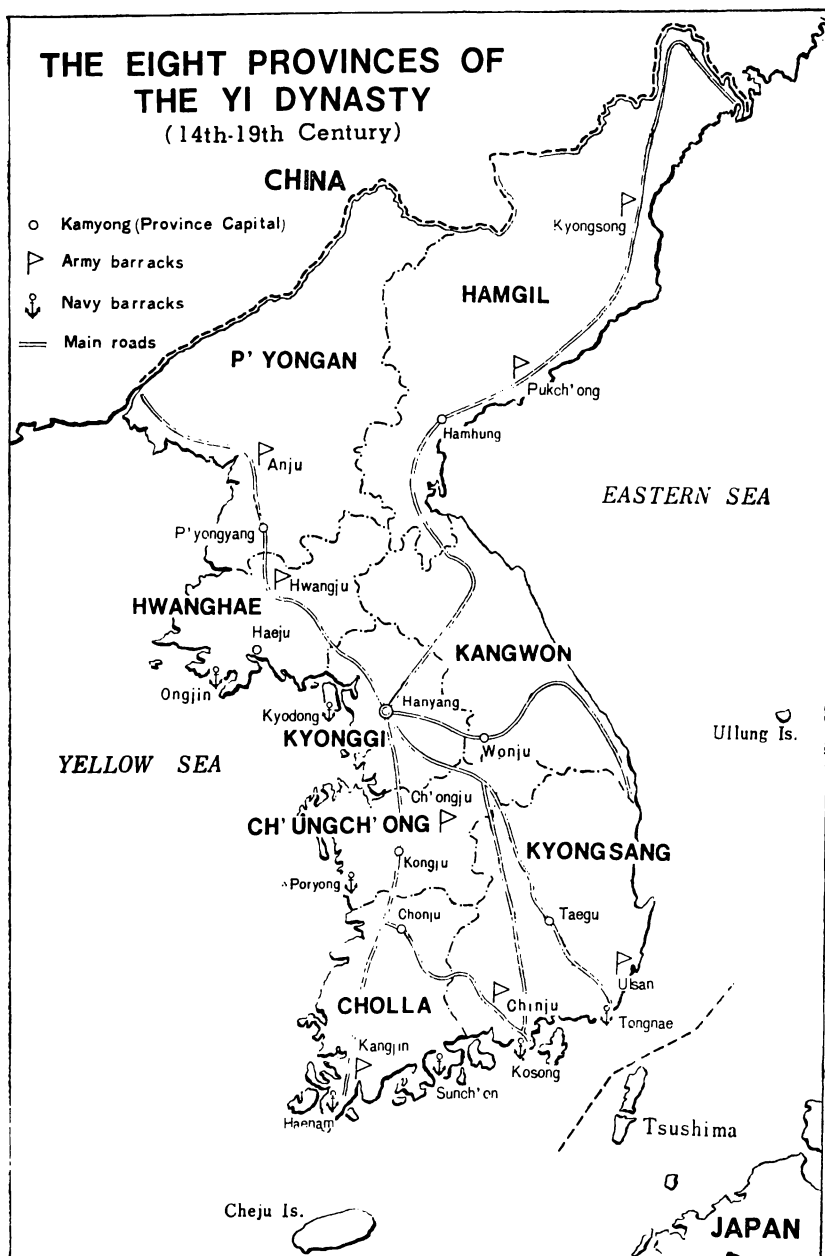 THE EIGHT PROVINCES OF
THE YI DYNASTY
(14th-19th Century)
CHINA
Kamyong (Province Capital)
Army barracks
Navy barracks
Main roads
Kyongsong
HAMGIL
P'YONGAN
Pukch'ong
Hamhung
Anju
EASTERN SEA
P'yongyang
Hwangju
HWANGHAE
Haeju
KANGWON
Ongjin
Hanyang
Kyodong
KYONGGI
Wonju
Ullung Is.
YELLOW SEA
Ch'ongju
CH'UNGCH'ONG
KYONGSANG
Kongju
Poryong
Chonju
Taegu
Ulsan
CHOLLA
Chinju
Tongnae
Kangjin
Kosong
Sunch'on
Haenam
Tsushima
Cheju Is.
JAPAN